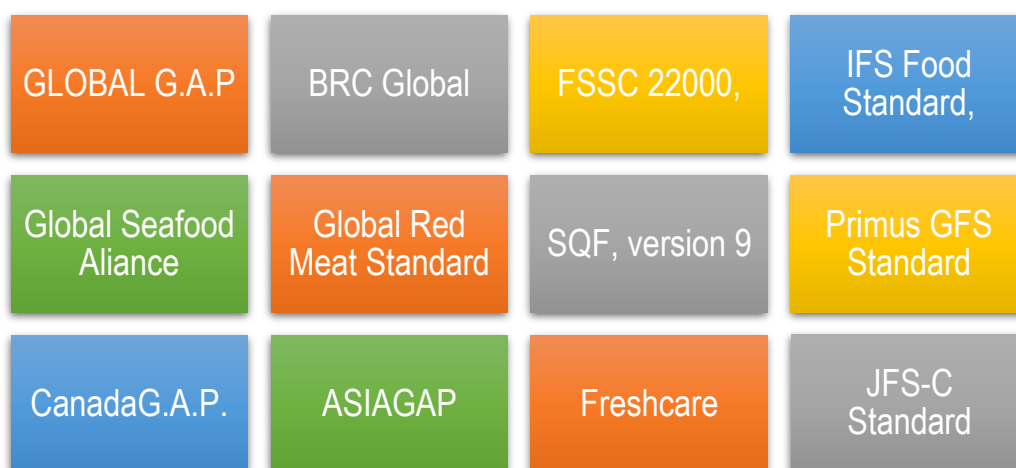 GLOBAL G.A.P
BRC Global
FSSC 22000,
IFS Food
Standard,
Global Seafood
Aliance
Global Red
Meat Standard
SQF, version 9
Primus GFS
Standard
CanadaG.A.P.
ASIAGAP
Freshcare
JFS-C
Standard